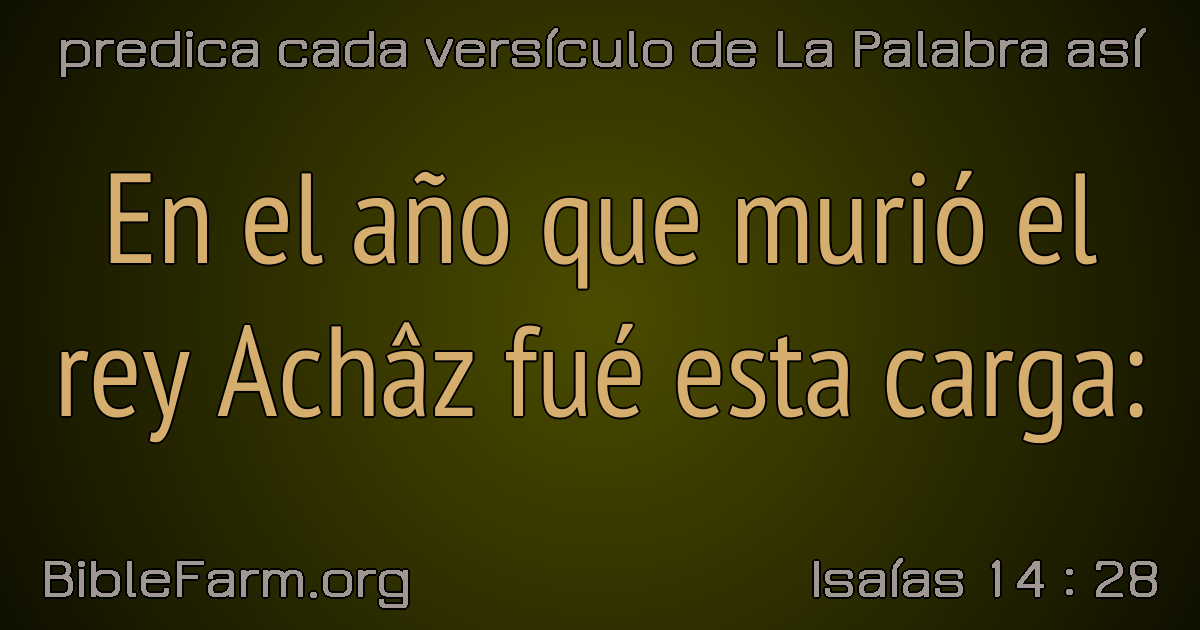 predica cada versículo de La Palabra así
En el año que murió el
rey Achâz fué esta carga:
BibleFarm.org
Isaías 14 : 28